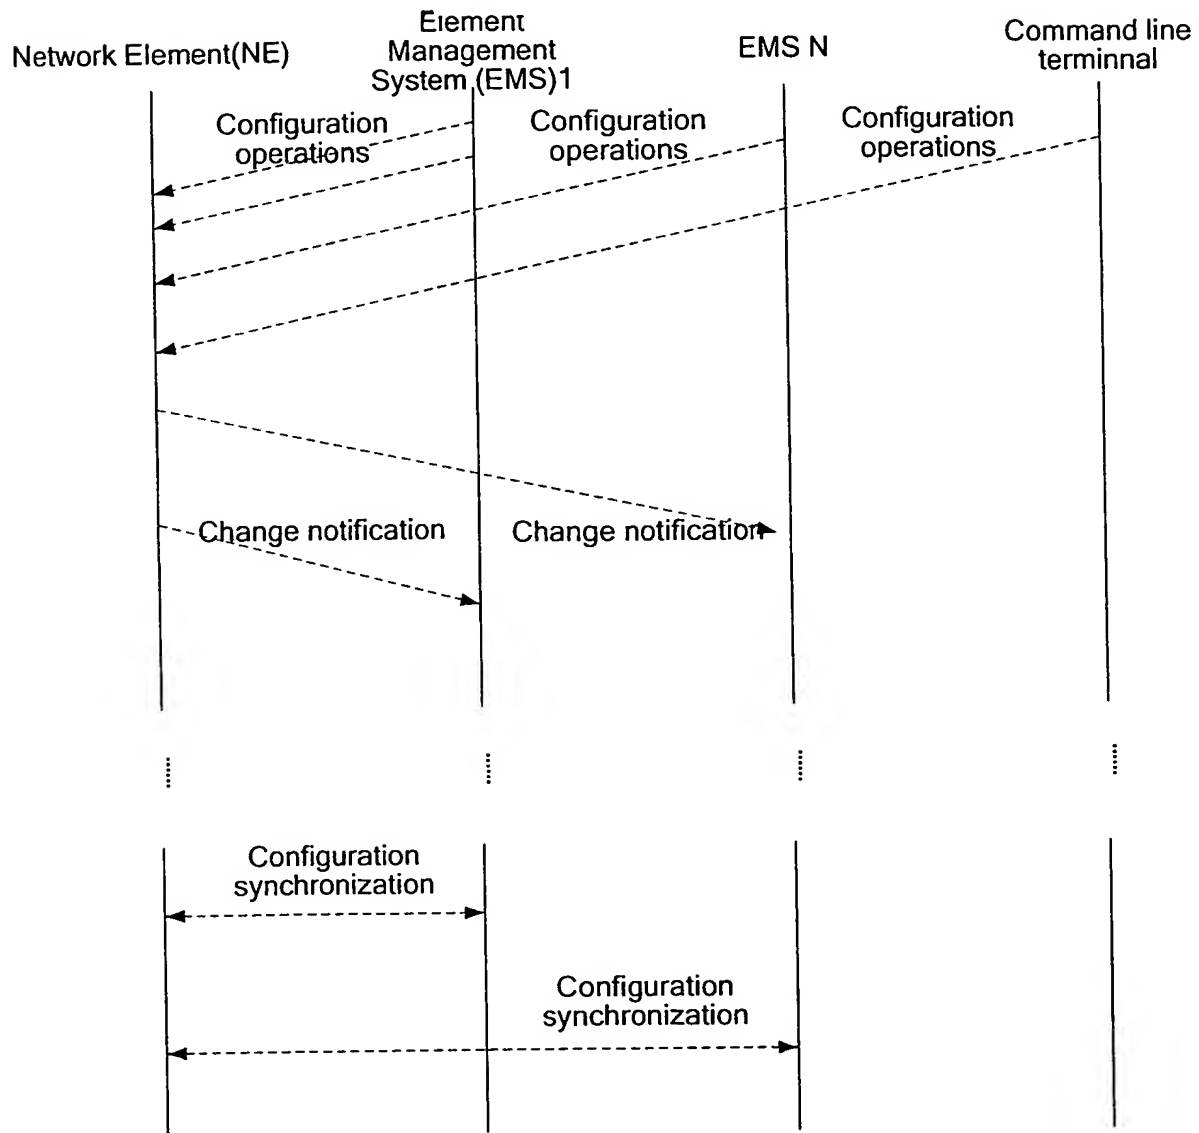 Network Element(NE)
Element
Management
System (EMS)1
EMS N
Command line
terminnal
Configuration
operations
Configuration
operations
Configuration
operations
Change notification
Change notification
Configuration
synchronization
Configuration
synchronization